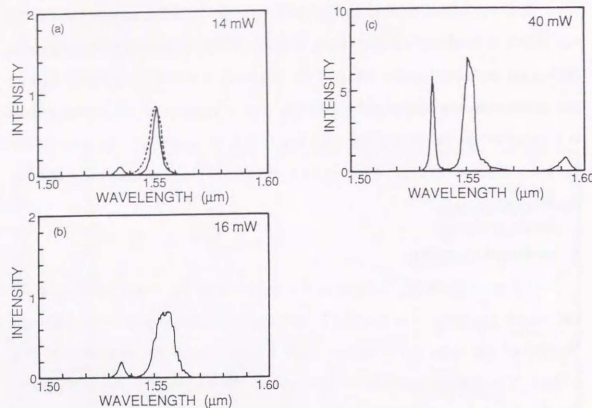 (a)
14 mW
2
1
0
1.50
1.55
1.60
INTENSITY
WAVELENGTH (μm)
(b)
16 mW
2
1
0
1.50
1.55
1.60
INTENSITY
WAVELENGTH (μm)
(c)
40 mW
10
5
0
1.50
1.55
1.60
INTENSITY
WAVELENGTH (μm)